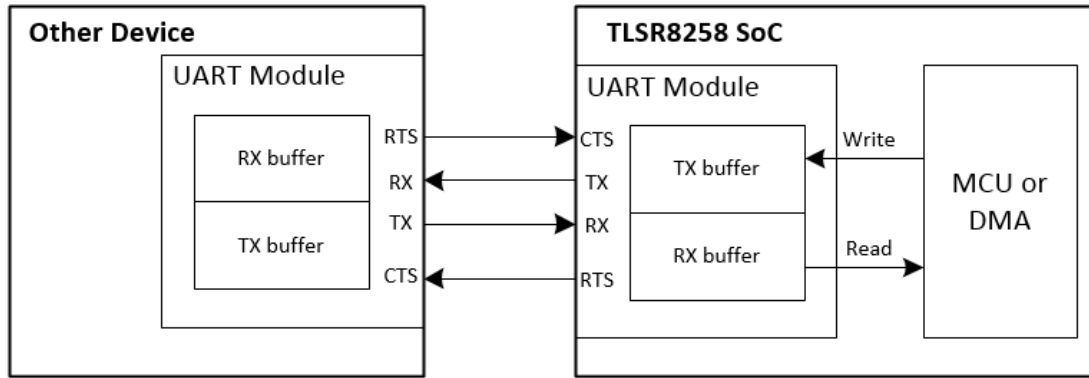 Other Device
UART Module
RX buffer
TX buffer
RTS
RX
TX
CTS
TLSR8258 SoC
UART Module
CTS
TX
RX
RTS
TX buffer
RX buffer
Write
Read
MCU or
DMA